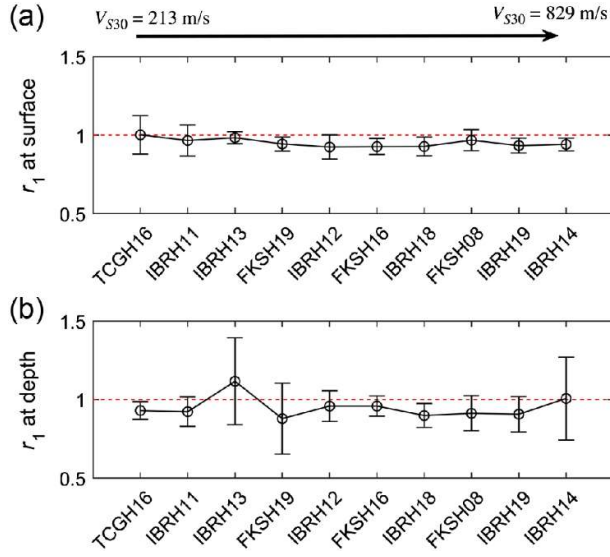 (a)
V_S30 = 213 m/s
V_S30 = 829 m/s
1.5
1
0.5
r_1 at surface
TCGH16
IBRH11
IBRH13
FKSH19
IBRH12
FKSH16
IBRH18
FKSH08
IBRH19
IBRH14
(b)
1.5
1
0.5
r_1 at depth
TCGH16
IBRH11
IBRH13
FKSH19
IBRH12
FKSH16
IBRH18
FKSH08
IBRH19
IBRH14